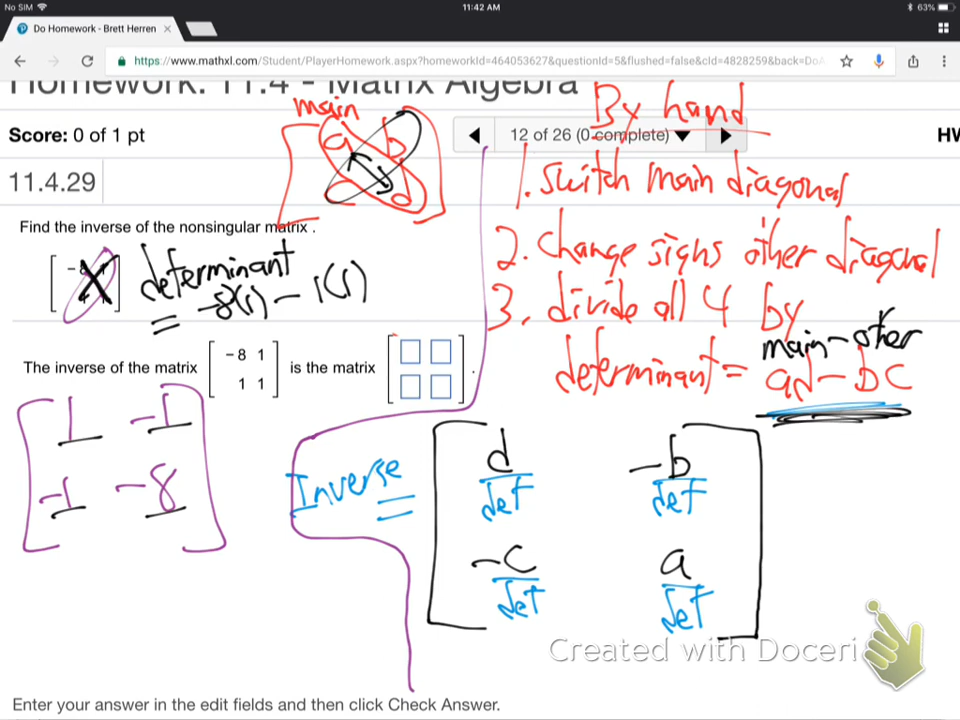 No SIM 11:42 AM 63%
Do Homework - Brett Herren ×
https://www.mathxl.com/Student/PlayerHomework.aspx?homeworkId=464053627&questionId=5&flushed=false&cId=4828259&back=DoA
Homework: 11.4 - Matrix Algebra
main
By hand
Score: 0 of 1 pt
12 of 26 (0 complete)
HW
a b
c d
1. switch main diagonal
11.4.29
Find the inverse of the nonsingular matrix .
2. change signs other diagonal
determinant
= -8(1) - 1(1)
3. divide all 4 by
main-other
determinant = ad-bc
The inverse of the matrix
-8 1
1 1
is the matrix
.
1 -1
-1 -8
Inverse =
d -b
det det
-c a
det det
Created with Doceri
Enter your answer in the edit fields and then click Check Answer.